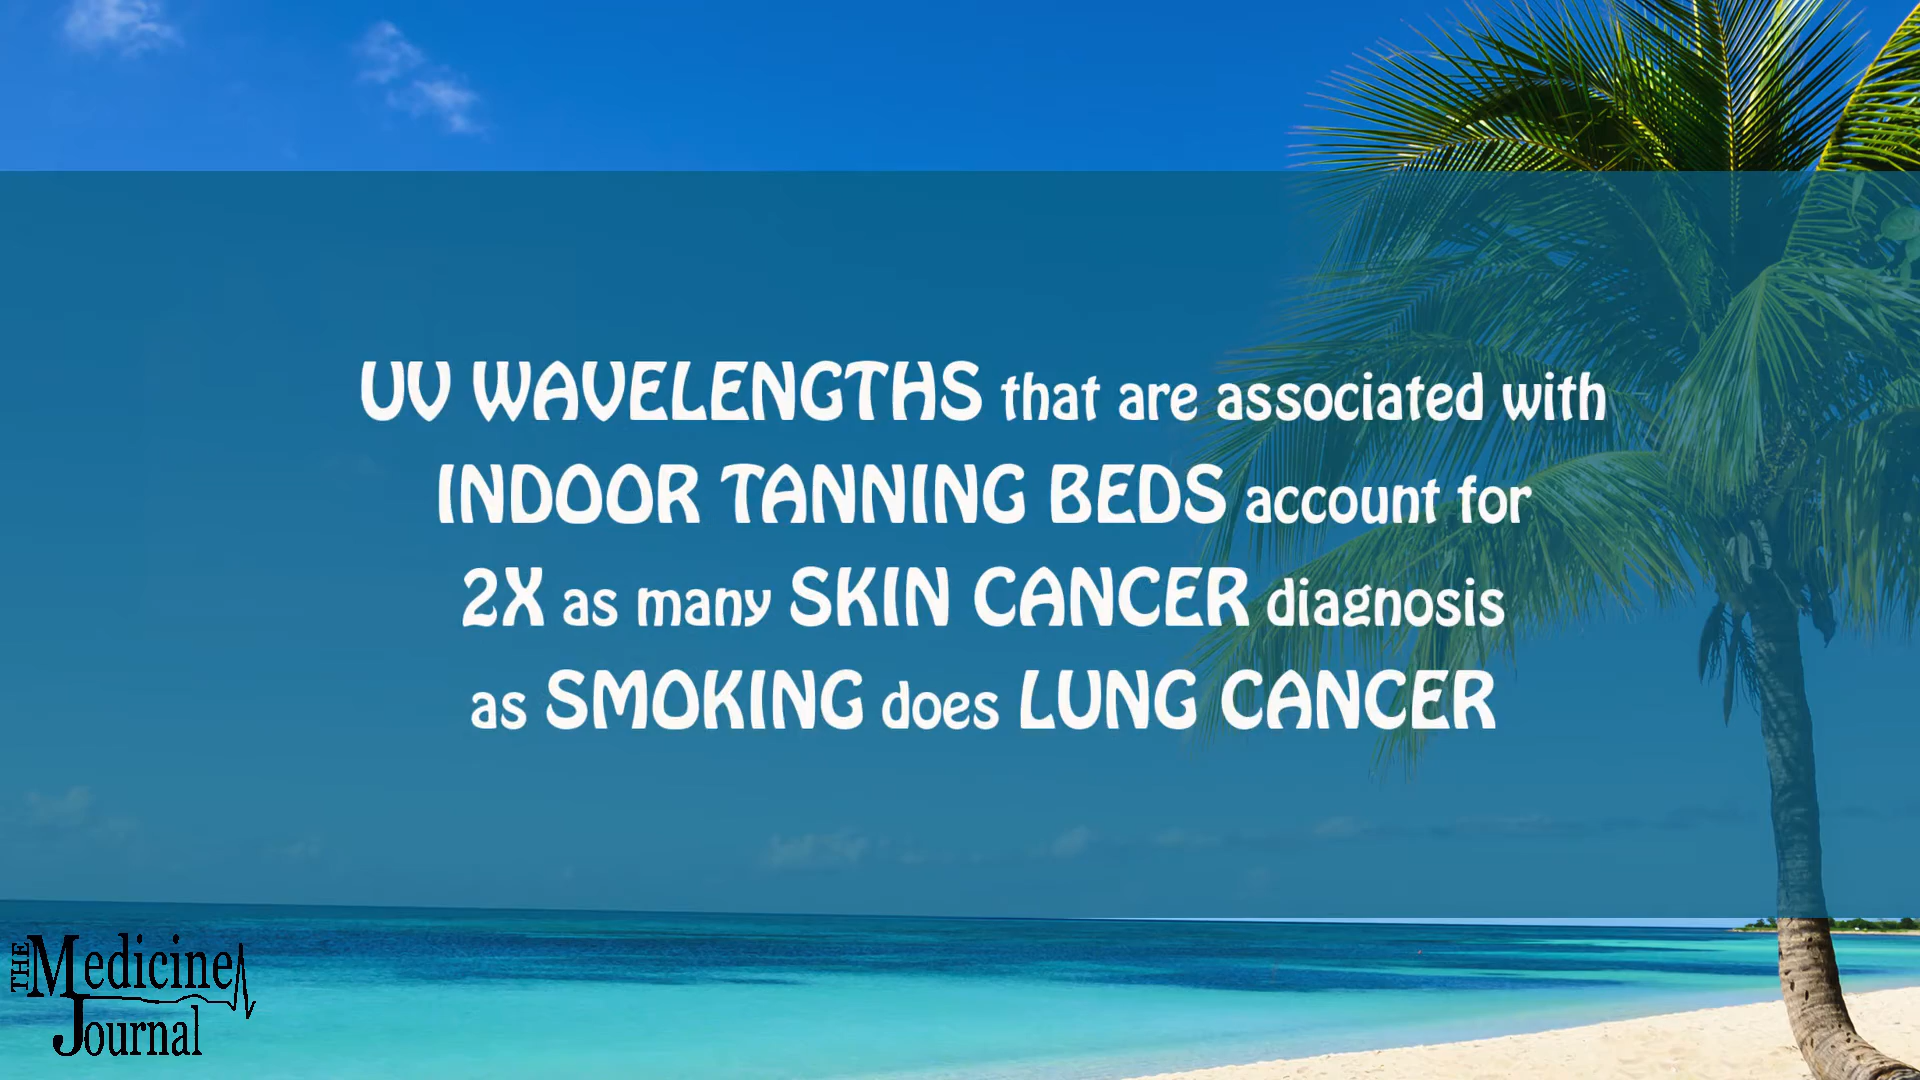 UV WAVELENGTHS that are associated with
INDOOR TANNING BEDS account for
2X as many SKIN CANCER diagnosis
as SMOKING does LUNG CANCER
THE Medicine
Journal